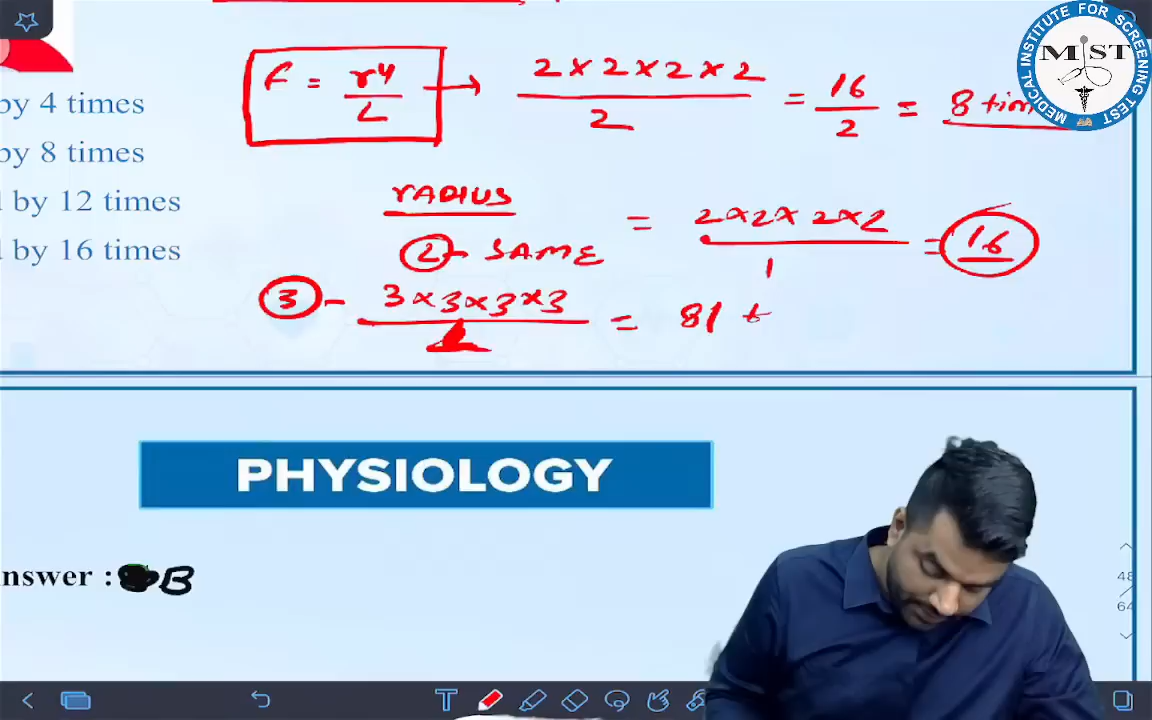 MEDICAL INSTITUTE FOR SCREENING TEST
MIST
F = r4 / L → 2 × 2 × 2 × 2 / 2 = 16 / 2 = 8 tim
by 4 times
by 8 times
by 12 times
by 16 times
RADIUS
2 - SAME = 2 × 2 × 2 × 2 / 1 = 16
3 - 3 × 3 × 3 × 3 = 81 t
PHYSIOLOGY
nswer : B
48
64
T